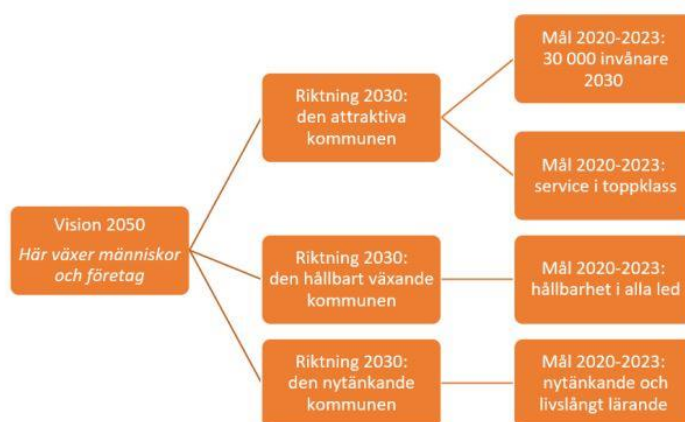 Vision 2050
Här växer människor
och företag
Riktning 2030:
den attraktiva
kommunen
Mål 2020-2023:
30 000 invånare
2030
Mål 2020-2023:
service i toppklass
Riktning 2030:
den hållbart växande
kommunen
Mål 2020-2023:
hållbarhet i alla led
Riktning 2030:
den nytänkande
kommunen
Mål 2020-2023:
nytänkande och
livslångt lärande